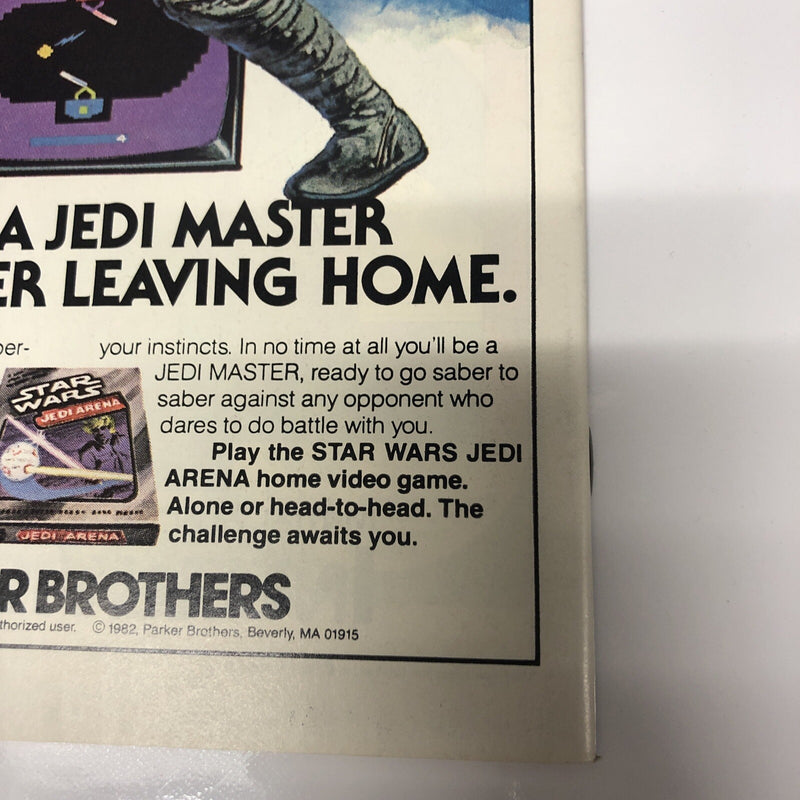 A JEDI MASTER
ER LEAVING HOME.
per-
your instincts. In no time at all you'll be a
JEDI MASTER, ready to go saber to
saber against any opponent who
dares to do battle with you.
Play the STAR WARS JEDI
ARENA home video game.
Alone or head-to-head. The
challenge awaits you.
STAR
WARS
JEDI ARENA
JEDI ARENA
R BROTHERS
thorized user. © 1982, Parker Brothers, Beverly, MA 01915